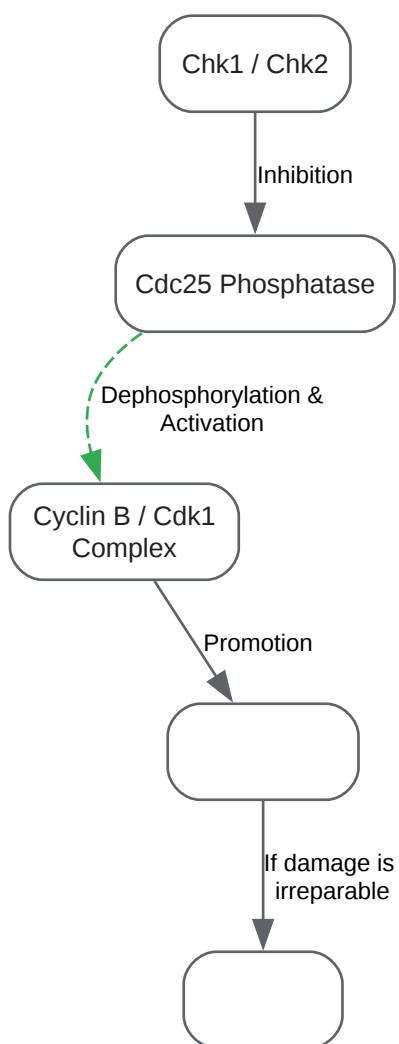 Chk1 / Chk2
Inhibition
Cdc25 Phosphatase
Dephosphorylation &
Activation
Cyclin B / Cdk1
Complex
Promotion
If damage is
irreparable